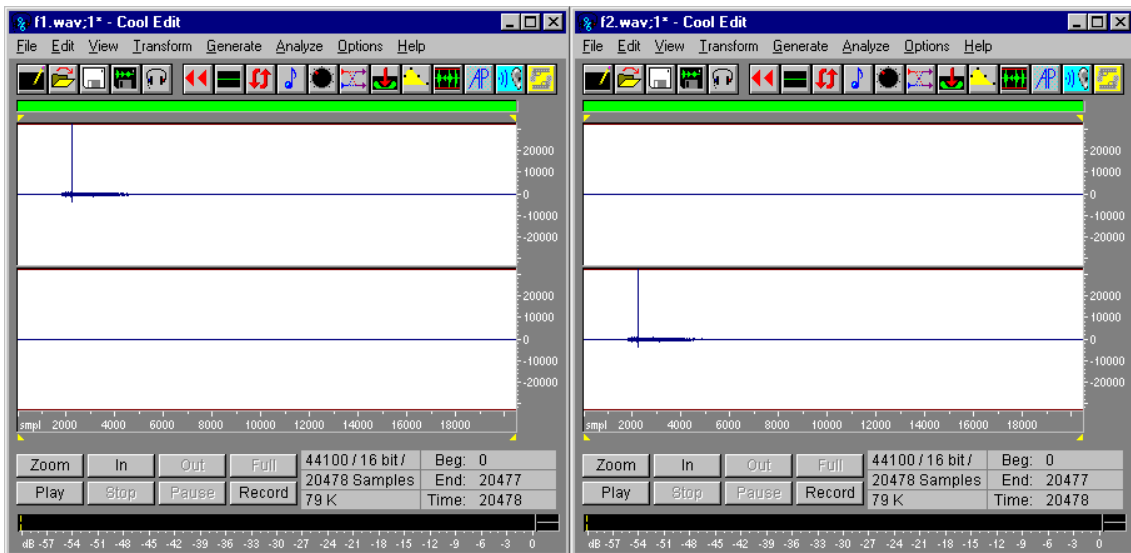 f1.wav;1* - Cool Edit
File Edit View Transform Generate Analyze Options Help
AP
20000
10000
0
-10000
-20000
20000
10000
0
-10000
-20000
smpl 2000 4000 6000 8000 10000 12000 14000 16000 18000
Zoom In Out Full
Play Stop Pause Record
44100 / 16 bit / Beg: 0
20478 Samples End: 20477
79 K Time: 20478
dB -57 -54 -51 -48 -45 -42 -39 -36 -33 -30 -27 -24 -21 -18 -15 -12 -9 -6 -3 0
f2.wav;1* - Cool Edit
File Edit View Transform Generate Analyze Options Help
AP
20000
10000
0
-10000
-20000
20000
10000
0
-10000
-20000
smpl 2000 4000 6000 8000 10000 12000 14000 16000 18000
Zoom In Out Full
Play Stop Pause Record
44100 / 16 bit / Beg: 0
20478 Samples End: 20477
79 K Time: 20478
dB -57 -54 -51 -48 -45 -42 -39 -36 -33 -30 -27 -24 -21 -18 -15 -12 -9 -6 -3 0